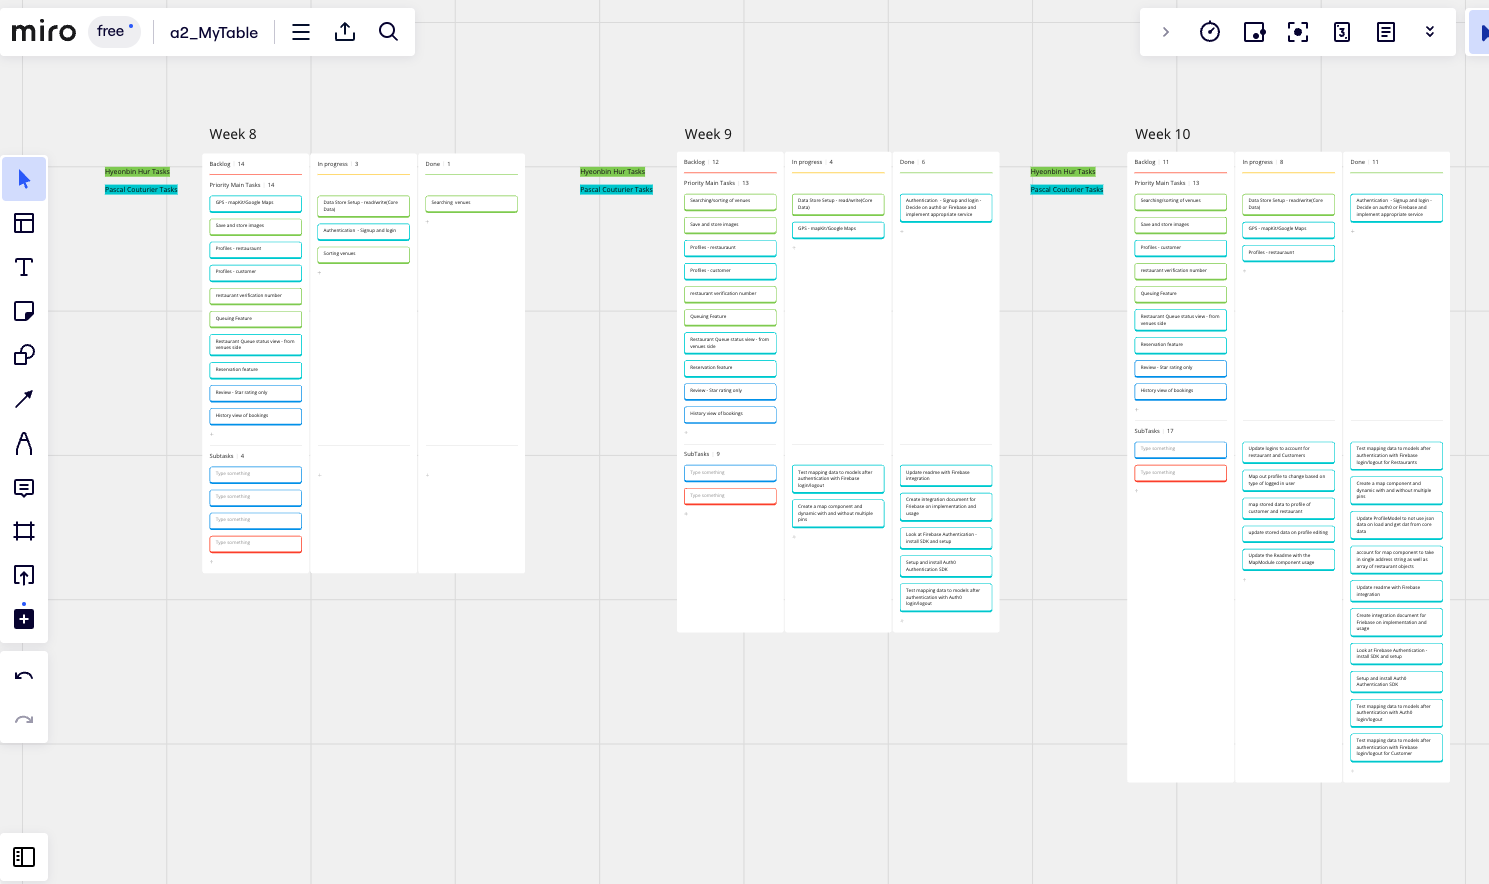 miro
free
a2_MyTable
3
Week 8
Hyeonbin Hur Tasks
Pascal Couturier Tasks
Backlog 14
In progress 3
Done 1
Priority Main Tasks 14
GPS - mapKit/Google Maps
Save and store images
Profiles - restauraunt
Profiles - customer
restaurant verification number
Queuing Feature
Restaurant Queue status view - from
venues side
Reservation feature
Review - Star rating only
History view of bookings
Data Store Setup - read/write(Core
Data)
Authentication - Signup and login
Sorting venues
Searching venues
Subtasks 4
Type something
Type something
Type something
Type something
Week 9
Hyeonbin Hur Tasks
Pascal Couturier Tasks
Backlog 12
In progress 4
Done 6
Priority Main Tasks 13
Searching/sorting of venues
Save and store images
Profiles - restauraunt
Profiles - customer
restaurant verification number
Queuing Feature
Restaurant Queue status view - from
venues side
Reservation feature
Review - Star rating only
History view of bookings
Data Store Setup - read/write(Core
Data)
GPS - mapKit/Google Maps
Authentication - Signup and login -
Decide on auth0 or Firebase and
implement appropriate service
SubTasks 9
Type something
Type something
Test mapping data to models after
authentication with Firebase
login/logout
Create a map component and
dynamic with and without multiple
pins
Update readme with Firebase
integration
Create integration document for
Friebase on implementation and
usage
Look at Firebase Authentication -
install SDK and setup
Setup and install Auth0
Authentication SDK
Test mapping data to models after
authentication with Auth0
login/logout
Week 10
Hyeonbin Hur Tasks
Pascal Couturier Tasks
Backlog 11
In progress 8
Done 11
Priority Main Tasks 13
Searching/sorting of venues
Save and store images
Profiles - customer
restaurant verification number
Queuing Feature
Restaurant Queue status view - from
venues side
Reservation feature
Review - Star rating only
History view of bookings
Data Store Setup - read/write(Core
Data)
GPS - mapKit/Google Maps
Profiles - restauraunt
Authentication - Signup and login -
Decide on auth0 or Firebase and
implement appropriate service
SubTasks 17
Type something
Type something
Update logins to account for
restaurant and Customers
Map out profile to change based on
type of logged in user
map stored data to profile of
customer and restaurant
update stored data on profile editing
Update the Readme with the
MapModule component usage
Test mapping data to models after
authentication with Firebase
login/logout for Restaurants
Create a map component and
dynamic with and without multiple
pins
Update ProfileModel to not use json
data on load and get dat from core
data
account for map component to take
in single address string as well as
array of restaurant objects
Update readme with Firebase
integration
Create integration document for
Friebase on implementation and
usage
Look at Firebase Authentication -
install SDK and setup
Setup and install Auth0
Authentication SDK
Test mapping data to models after
authentication with Auth0
login/logout
Test mapping data to models after
authentication with Firebase
login/logout for Customer